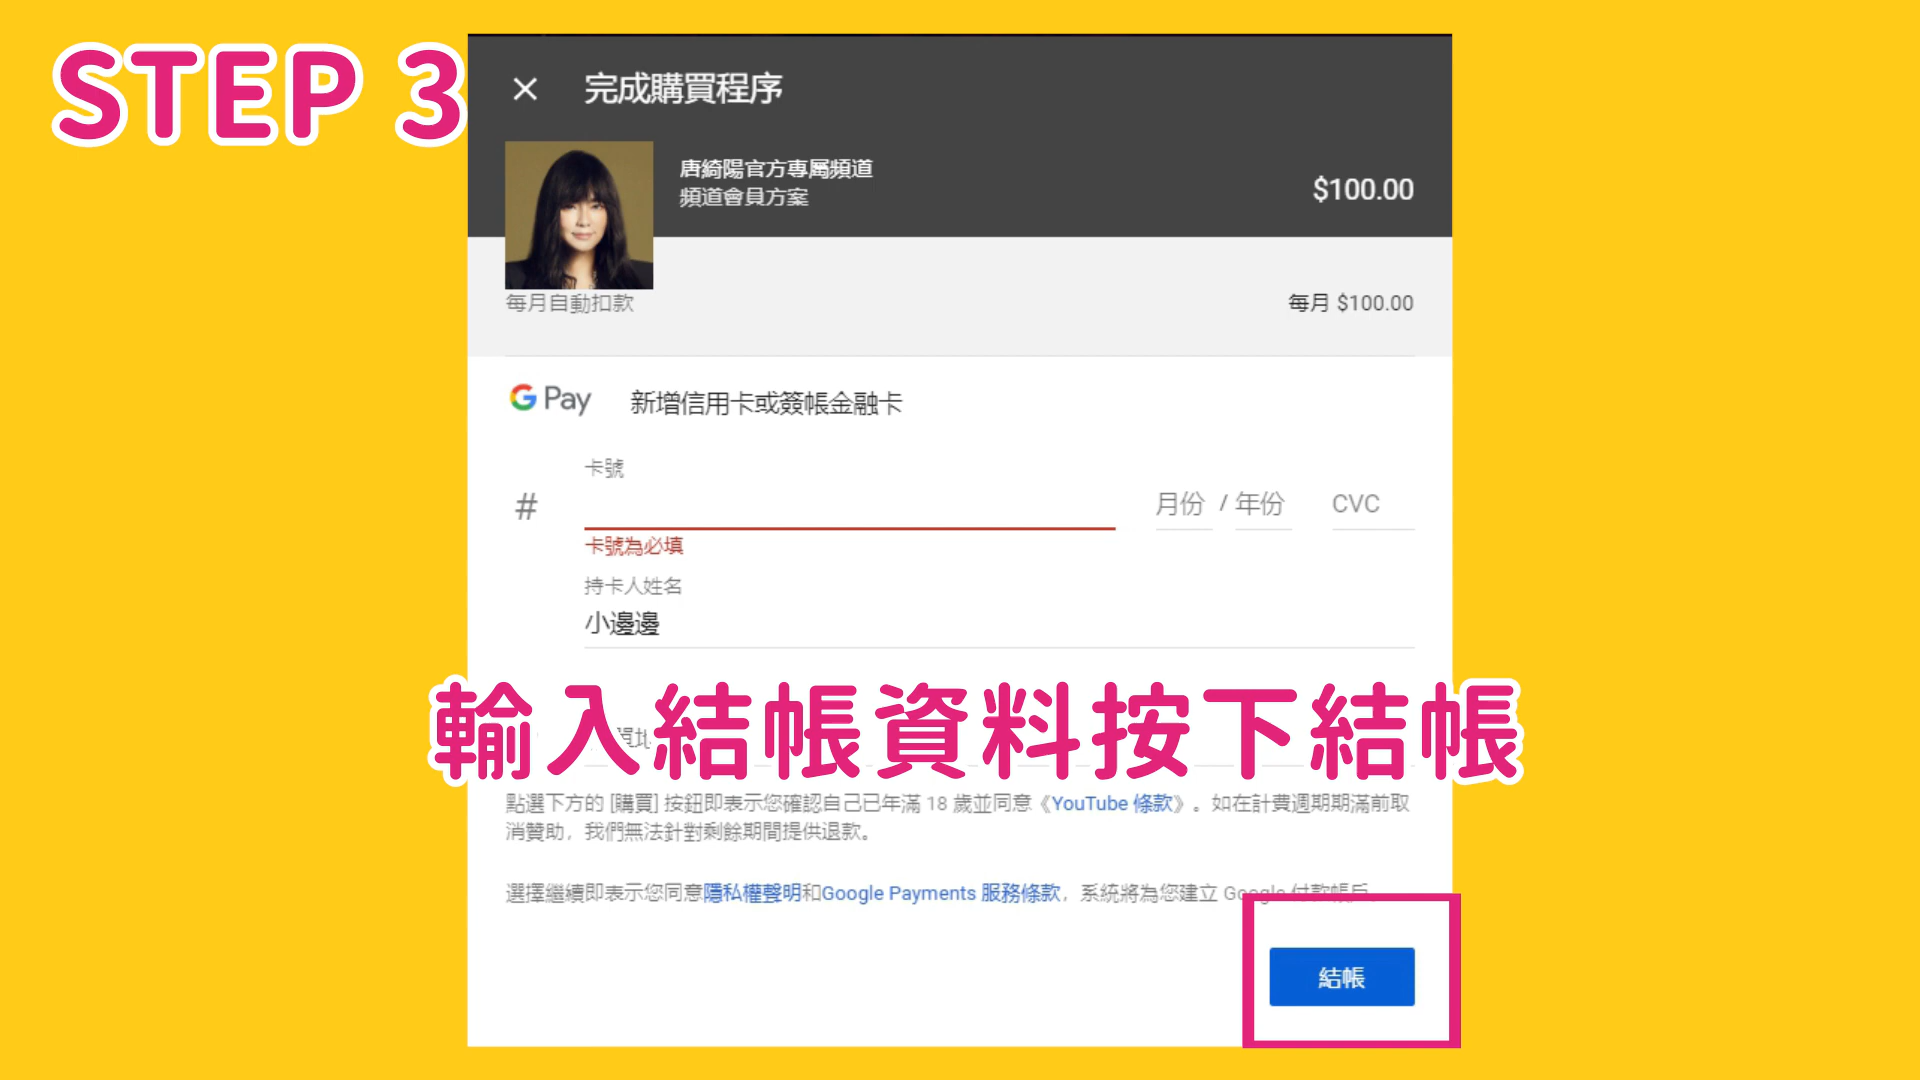 STEP 3
完成購買程序
唐綺陽官方專屬頻道
頻道會員方案
$100.00
每月自動扣款
每月 $100.00
G Pay
新增信用卡或簽帳金融卡
卡號
#
月份 / 年份
CVC
卡號為必填
持卡人姓名
小邊邊
輸入結帳資料按下結帳
點選下方的 [購買] 按鈕即表示您確認自己已年滿 18 歲並同意《YouTube 條款》。如在計費週期期滿前取
消贊助，我們無法針對剩餘期間提供退款。
選擇繼續即表示您同意隱私權聲明和Google Payments 服務條款，系統將為您建立 Google 付款帳戶。
結帳